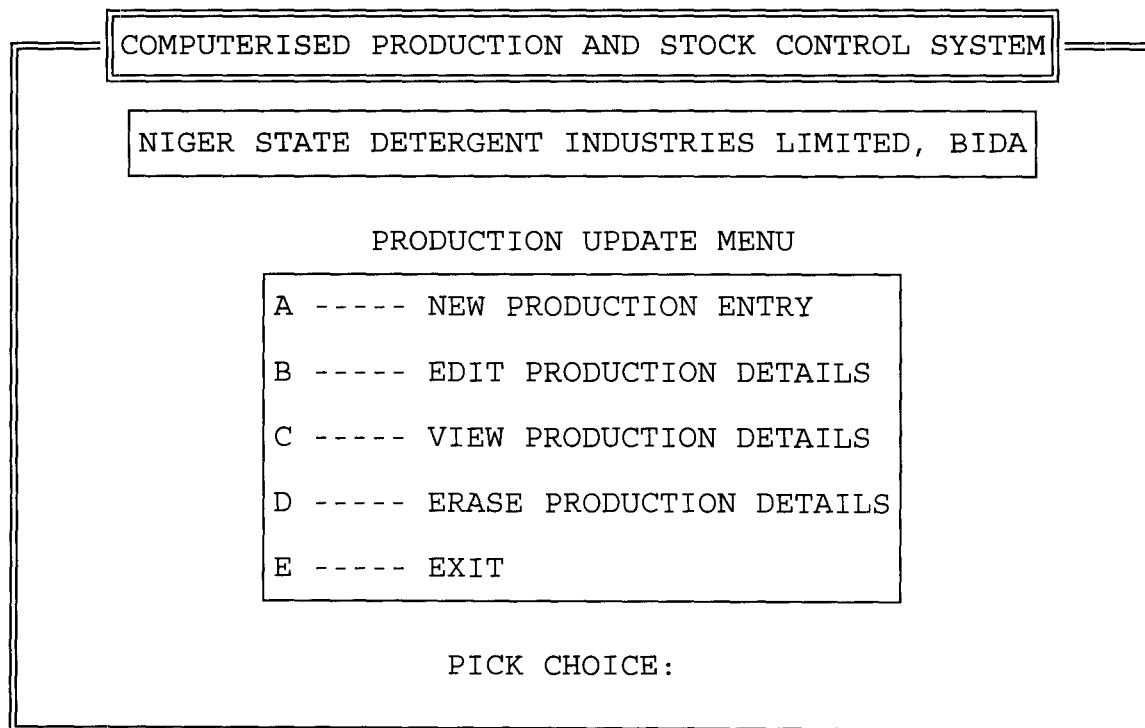 COMPUTERISED PRODUCTION AND STOCK CONTROL SYSTEM
NIGER STATE DETERGENT INDUSTRIES LIMITED, BIDA
PRODUCTION UPDATE MENU
A ----- NEW PRODUCTION ENTRY
B ----- EDIT PRODUCTION DETAILS
C ----- VIEW PRODUCTION DETAILS
D ----- ERASE PRODUCTION DETAILS
E ----- EXIT
PICK CHOICE: